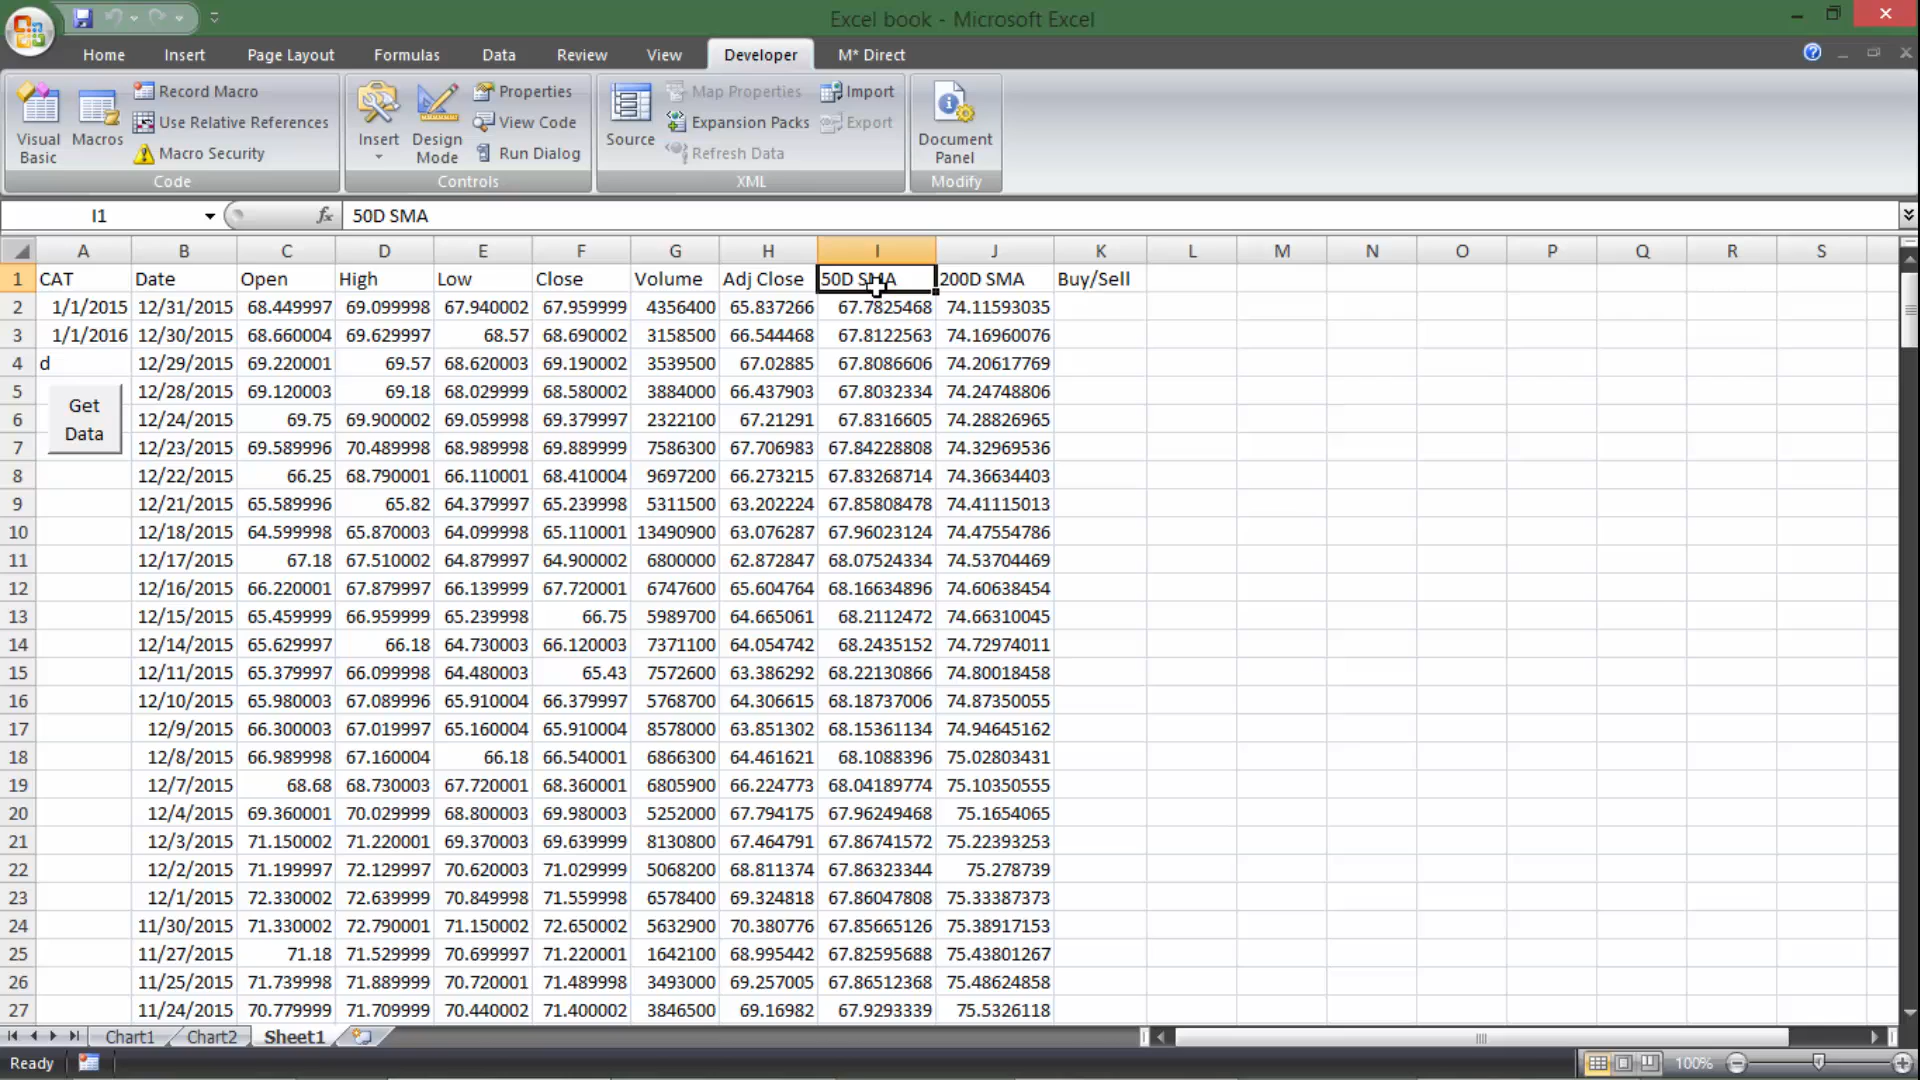 Excel book - Microsoft Excel
Home Insert Page Layout Formulas Data Review View Developer M* Direct
Visual Basic Macros Record Macro Use Relative References Macro Security
Insert Design Mode Properties View Code Run Dialog
Source Map Properties Expansion Packs Refresh Data Import Export
Document Panel
Code Controls XML Modify
I1 fx 50D SMA
A B C D E F G H I J K L M N O P Q R S
1 CAT Date Open High Low Close Volume Adj Close 50D SMA 200D SMA Buy/Sell
2 1/1/2015 12/31/2015 68.449997 69.099998 67.940002 67.959999 4356400 65.837266 67.7825468 74.11593035
3 1/1/2016 12/30/2015 68.660004 69.629997 68.57 68.690002 3158500 66.544468 67.8122563 74.16960076
4 d 12/29/2015 69.220001 69.57 68.620003 69.190002 3539500 67.02885 67.8086606 74.20617769
5 12/28/2015 69.120003 69.18 68.029999 68.580002 3884000 66.437903 67.8032334 74.24748806
Get Data
6 12/24/2015 69.75 69.900002 69.059998 69.379997 2322100 67.21291 67.8316605 74.28826965
7 12/23/2015 69.589996 70.489998 68.989998 69.889999 7586300 67.706983 67.84228808 74.32969536
8 12/22/2015 66.25 68.790001 66.110001 68.410004 9697200 66.273215 67.83268714 74.36634403
9 12/21/2015 65.589996 65.82 64.379997 65.239998 5311500 63.202224 67.85808478 74.41115013
10 12/18/2015 64.599998 65.870003 64.099998 65.110001 13490900 63.076287 67.96023124 74.47554786
11 12/17/2015 67.18 67.510002 64.879997 64.900002 6800000 62.872847 68.07524334 74.53704469
12 12/16/2015 66.220001 67.879997 66.139999 67.720001 6747600 65.604764 68.16634896 74.60638454
13 12/15/2015 65.459999 66.959999 65.239998 66.75 5989700 64.665061 68.2112472 74.66310045
14 12/14/2015 65.629997 66.18 64.730003 66.120003 7371100 64.054742 68.2435152 74.72974011
15 12/11/2015 65.379997 66.099998 64.480003 65.43 7572600 63.386292 68.22130866 74.80018458
16 12/10/2015 65.980003 67.089996 65.910004 66.379997 5768700 64.306615 68.18737006 74.87350055
17 12/9/2015 66.300003 67.019997 65.160004 65.910004 8578000 63.851302 68.15361134 74.94645162
18 12/8/2015 66.989998 67.160004 66.18 66.540001 6866300 64.461621 68.1088396 75.02803431
19 12/7/2015 68.68 68.730003 67.720001 68.360001 6805900 66.224773 68.04189774 75.10350555
20 12/4/2015 69.360001 70.029999 68.800003 69.980003 5252000 67.794175 67.96249468 75.1654065
21 12/3/2015 71.150002 71.220001 69.370003 69.639999 8130800 67.464791 67.86741572 75.22393253
22 12/2/2015 71.199997 72.129997 70.620003 71.029999 5068200 68.811374 67.86323344 75.278739
23 12/1/2015 72.330002 72.639999 70.849998 71.559998 6578400 69.324818 67.86047808 75.33387373
24 11/30/2015 71.330002 72.790001 71.150002 72.650002 5632900 70.380776 67.85665126 75.38917153
25 11/27/2015 71.18 71.529999 70.699997 71.220001 1642100 68.995442 67.82595688 75.43801267
26 11/25/2015 71.739998 71.889999 70.720001 71.489998 3493000 69.257005 67.86512368 75.48624858
27 11/24/2015 70.779999 71.709999 70.440002 71.400002 3846500 69.16982 67.9293339 75.5326118
Chart1 Chart2 Sheet1
Ready 100%